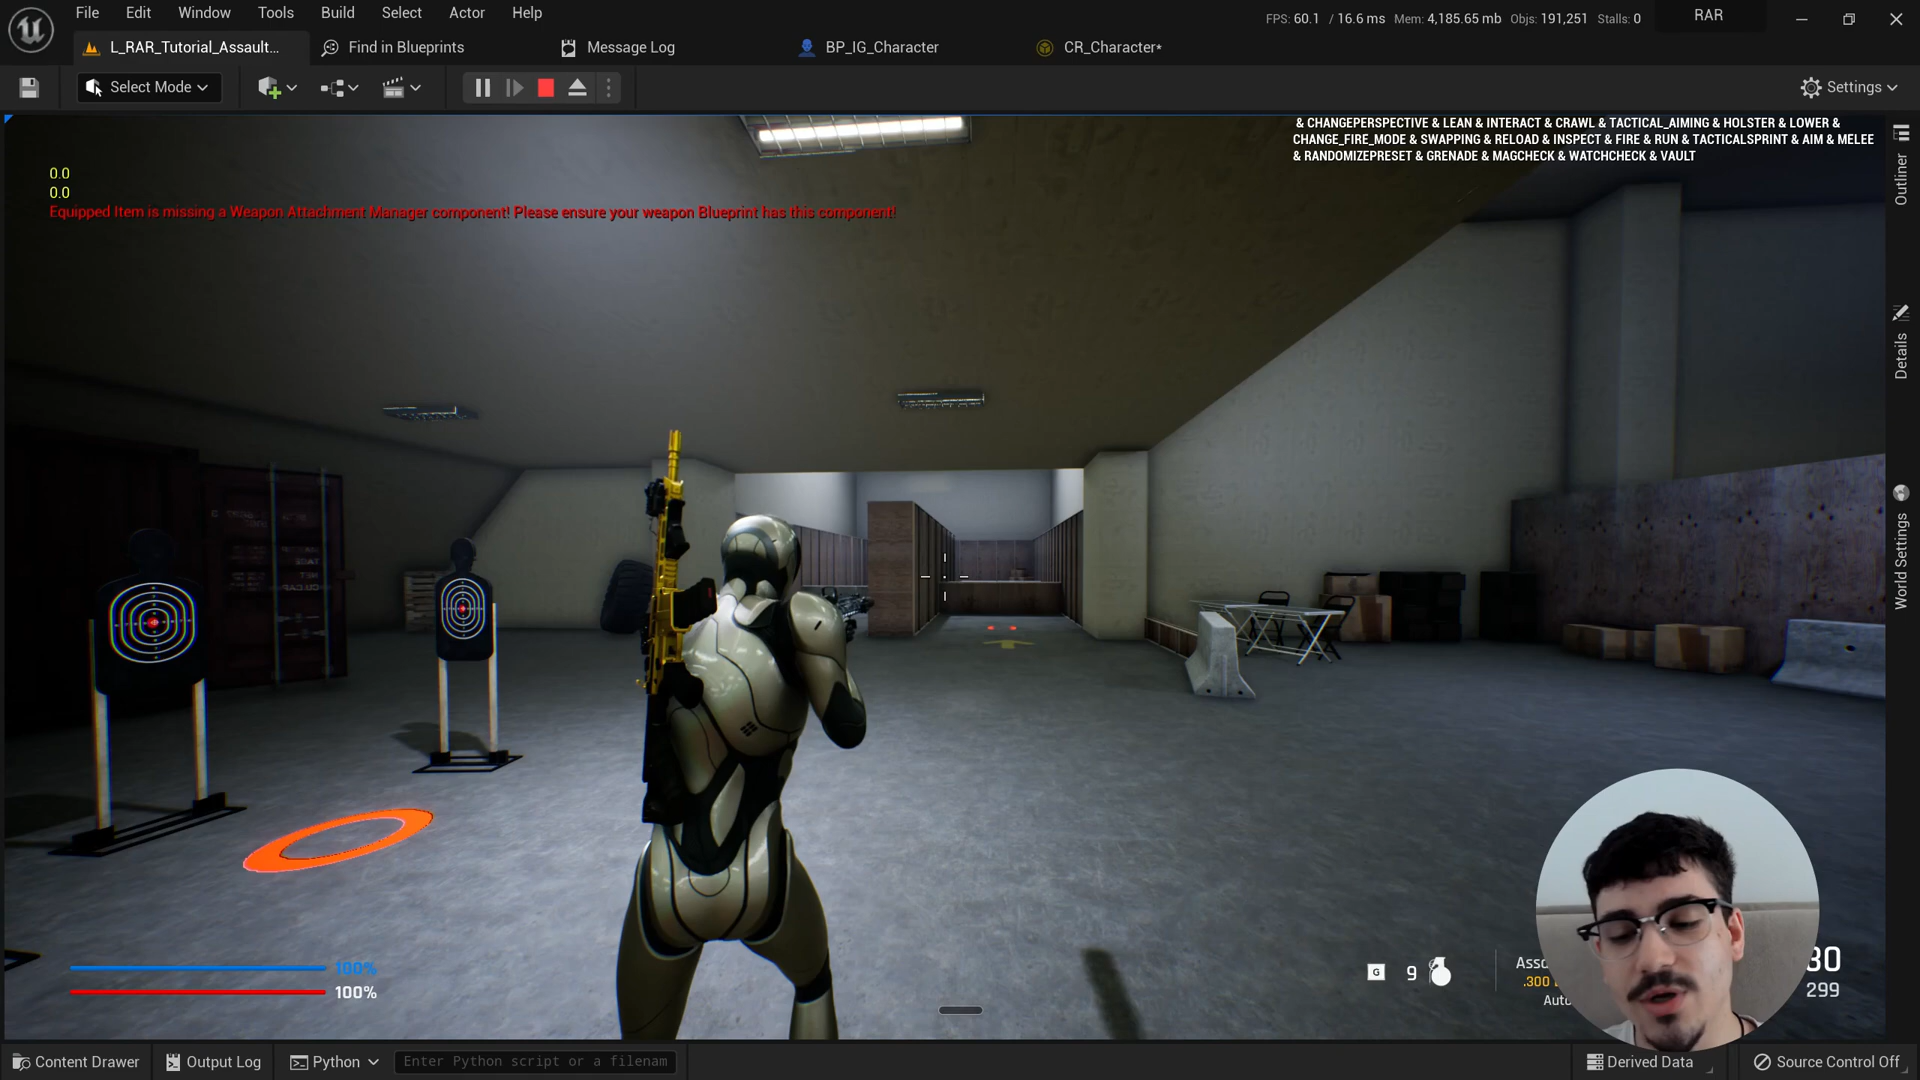 File Edit Window Tools Build Select Actor Help
FPS: 60.1 / 16.6 ms Mem: 4,185.65 mb Objs: 191,251 Stalls: 0
RAR
L_RAR_Tutorial_Assault...
Find in Blueprints
Message Log
BP_IG_Character
CR_Character*
Select Mode
Settings
& CHANGEPERSPECTIVE & LEAN & INTERACT & CRAWL & TACTICAL_AIMING & HOLSTER & LOWER &
CHANGE_FIRE_MODE & SWAPPING & RELOAD & INSPECT & FIRE & RUN & TACTICALSPRINT & AIM & MELEE
& RANDOMIZEPRESET & GRENADE & MAGCHECK & WATCHCHECK & VAULT
0.0
0.0
Equipped Item is missing a Weapon Attachment Manager component! Please ensure your weapon Blueprint has this component!
Outliner
Details
World Settings
100%
100%
G 9
Asso
.300
Auto
30
299
Content Drawer
Output Log
Python
Enter Python script or a filenam
Derived Data
Source Control Off